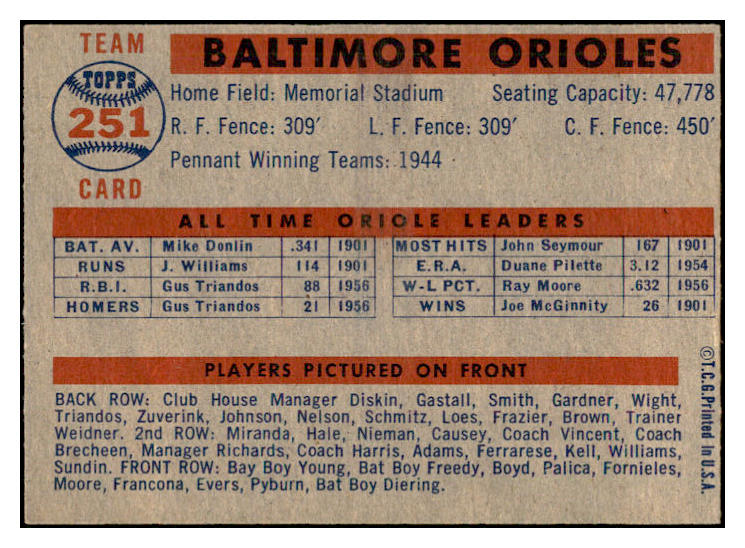 TEAM
TOPPS
251
CARD
BALTIMORE ORIOLES
Home Field: Memorial Stadium Seating Capacity: 47,778
R. F. Fence: 309' L. F. Fence: 309' C. F. Fence: 450'
Pennant Winning Teams: 1944
ALL TIME ORIOLE LEADERS
BAT. AV. Mike Donlin .341 1901 MOST HITS John Seymour 167 1901
RUNS J. Williams 114 1901 E.R.A. Duane Pilette 3.12 1954
R.B.I. Gus Triandos 88 1956 W-L PCT. Ray Moore .632 1956
HOMERS Gus Triandos 21 1956 WINS Joe McGinnity 26 1901
PLAYERS PICTURED ON FRONT
BACK ROW: Club House Manager Diskin, Gastall, Smith, Gardner, Wight,
Triandos, Zuverink, Johnson, Nelson, Schmitz, Loes, Frazier, Brown, Trainer
Weidner. 2nd ROW: Miranda, Hale, Nieman, Causey, Coach Vincent, Coach
Brecheen, Manager Richards, Coach Harris, Adams, Ferrarese, Kell, Williams,
Sundin. FRONT ROW: Bay Boy Young, Bat Boy Freedy, Boyd, Palica, Fornieles,
Moore, Francona, Evers, Pyburn, Bat Boy Diering.
©T.C.G. Printed in U.S.A.